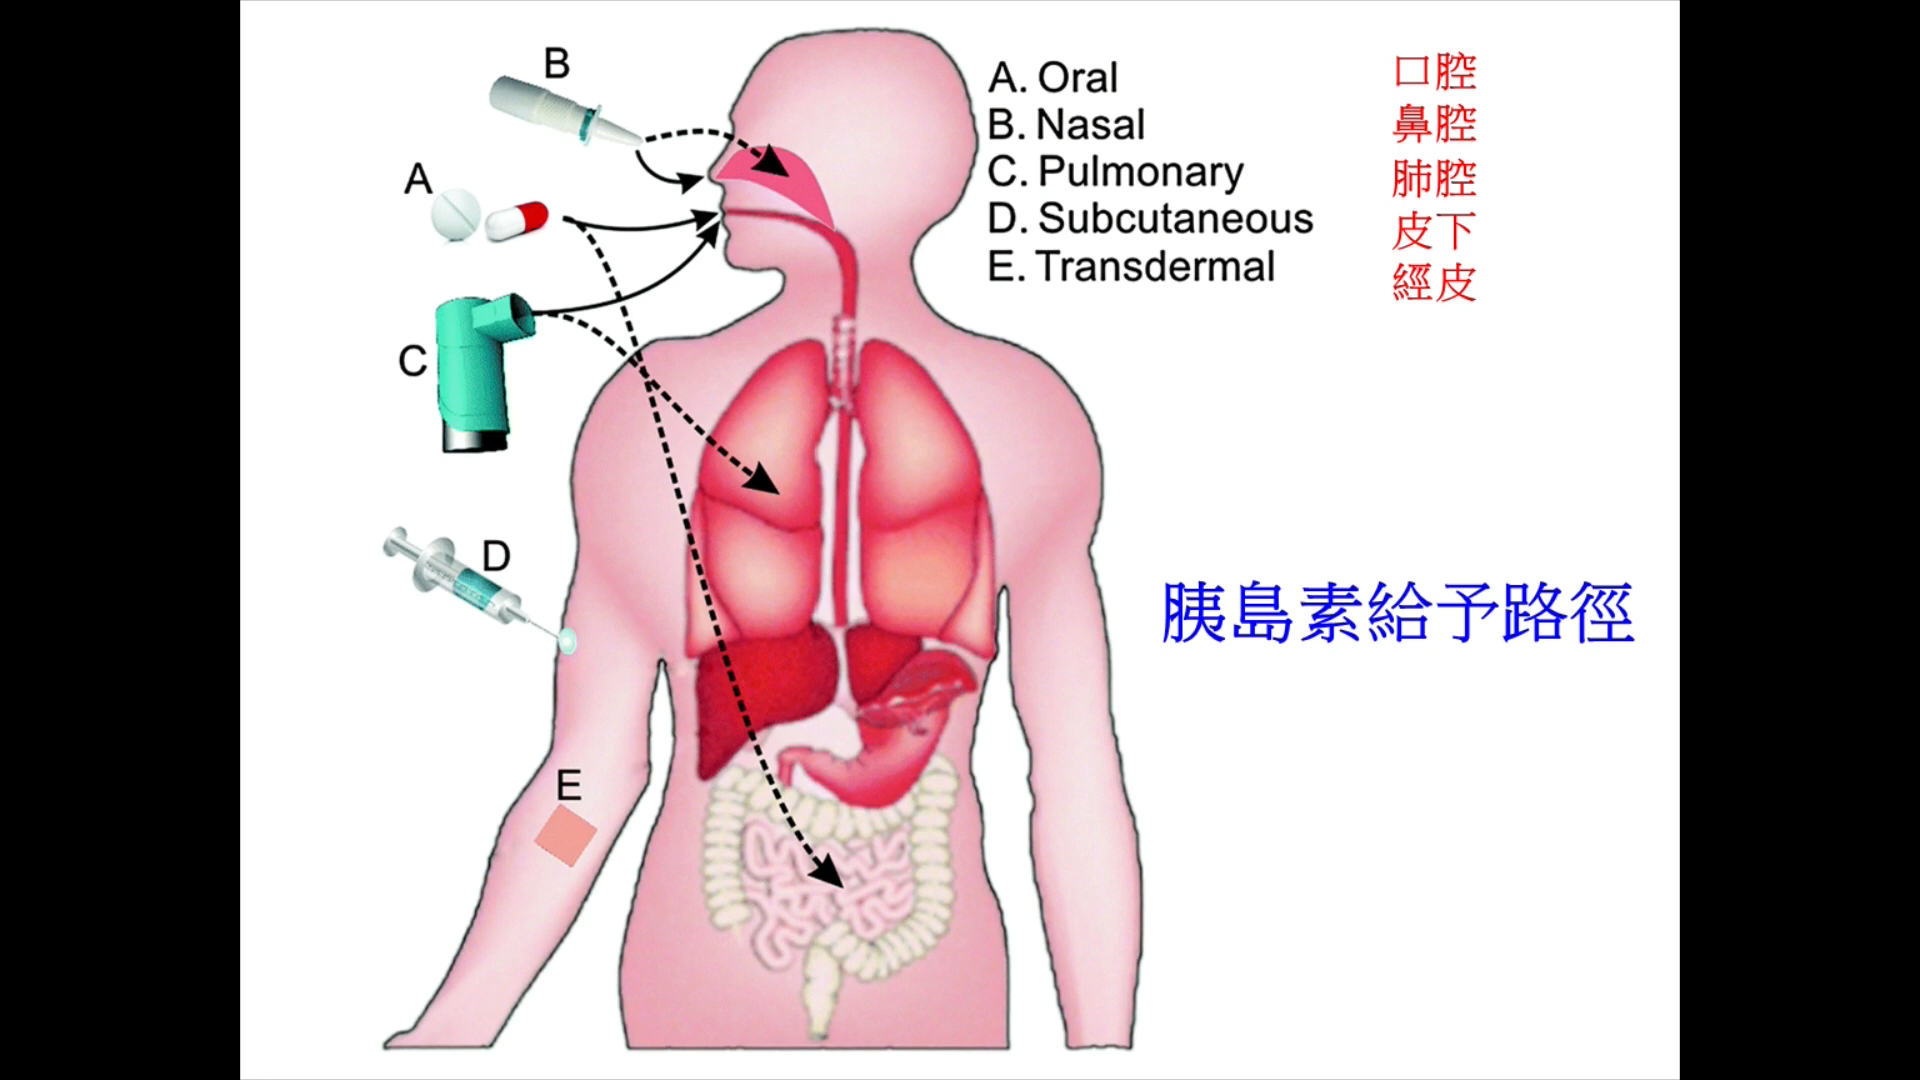 B
A
C
D
E
A. Oral
B. Nasal
C. Pulmonary
D. Subcutaneous
E. Transdermal
口腔
鼻腔
肺腔
皮下
經皮
胰島素給予路徑